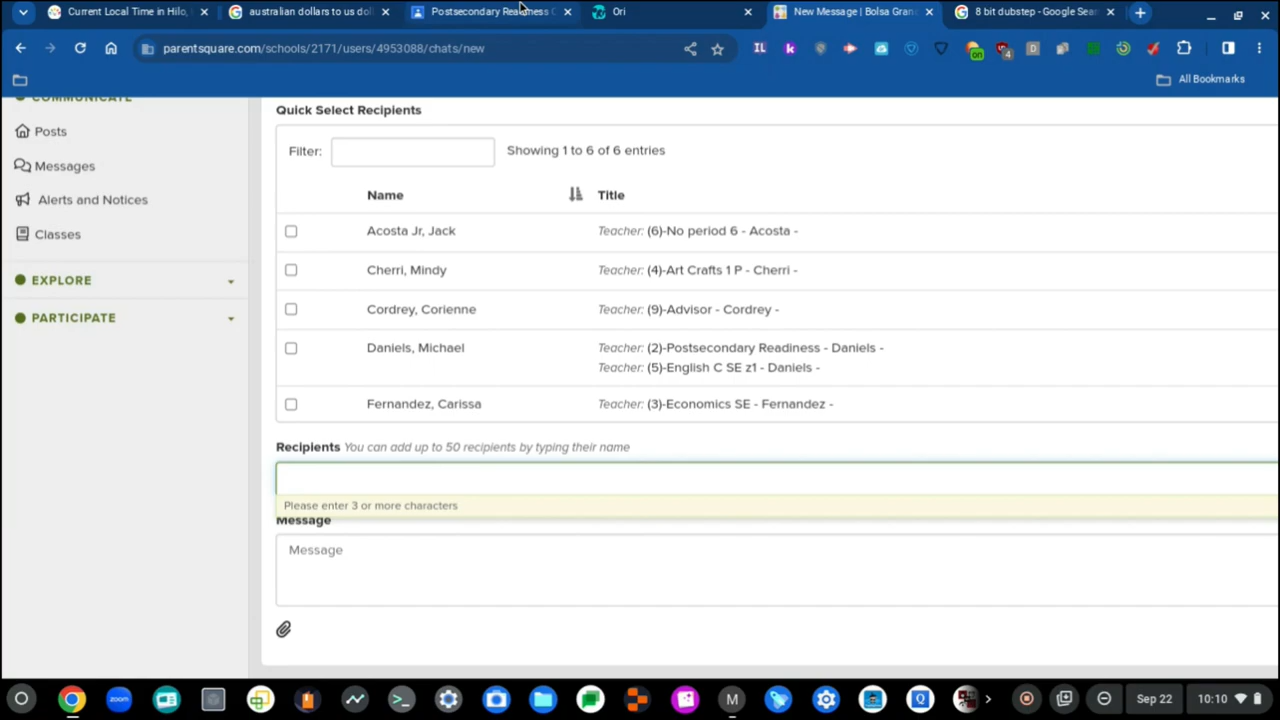 Current Local Time in Hilo,
australian dollars to us dol
Postsecondary Readiness C
Ori
New Message | Bolsa Gran
8 bit dubstep - Google Sear
parentsquare.com/schools/2171/users/4953088/chats/new
All Bookmarks
COMMUNICATE
Posts
Messages
Alerts and Notices
Classes
EXPLORE
PARTICIPATE
Quick Select Recipients
Filter:
Showing 1 to 6 of 6 entries
Name Title
Acosta Jr, Jack Teacher: (6)-No period 6 - Acosta -
Cherri, Mindy Teacher: (4)-Art Crafts 1 P - Cherri -
Cordrey, Corienne Teacher: (9)-Advisor - Cordrey -
Daniels, Michael Teacher: (2)-Postsecondary Readiness - Daniels -
Teacher: (5)-English C SE z1 - Daniels -
Fernandez, Carissa Teacher: (3)-Economics SE - Fernandez -
Recipients You can add up to 50 recipients by typing their name
Please enter 3 or more characters
Message
Message
zoom
Sep 22
10:10